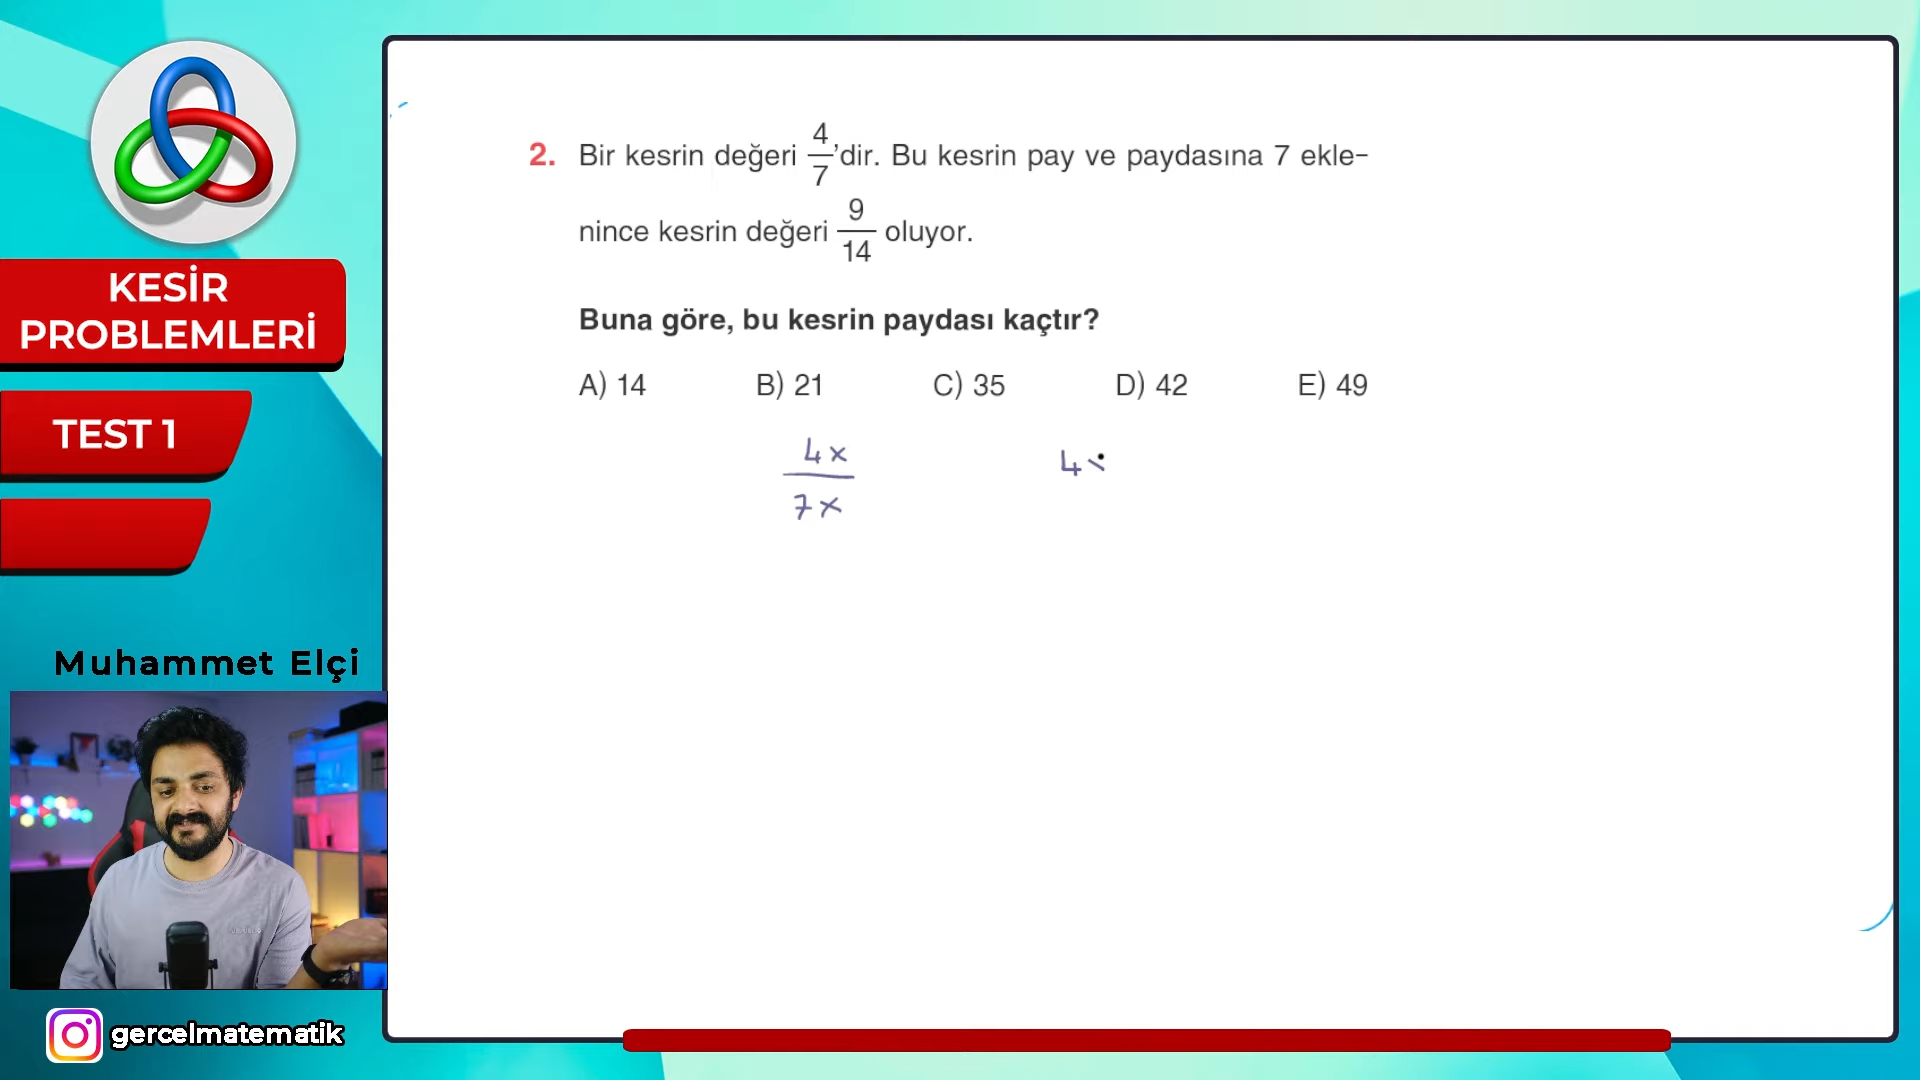 KESİR
PROBLEMLERİ
TEST 1
Muhammet Elçi
gercelmatematik
2. Bir kesrin değeri 4/7'dir. Bu kesrin pay ve paydasına 7 ekle-
nince kesrin değeri 9/14 oluyor.
Buna göre, bu kesrin paydası kaçtır?
A) 14 B) 21 C) 35 D) 42 E) 49
4x
7x
4